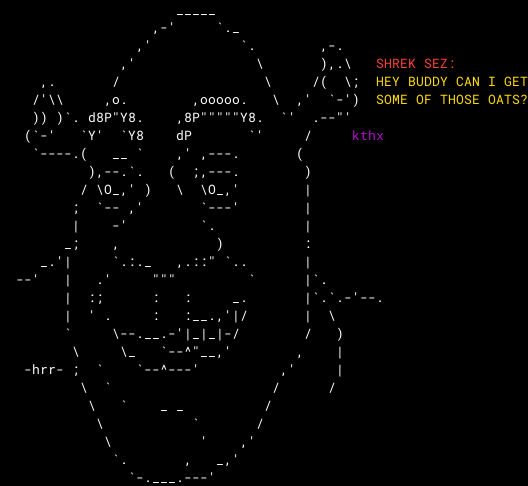 SHREK SEZ:
HEY BUDDY CAN I GET
SOME OF THOSE OATS?
kthx
-hrr-